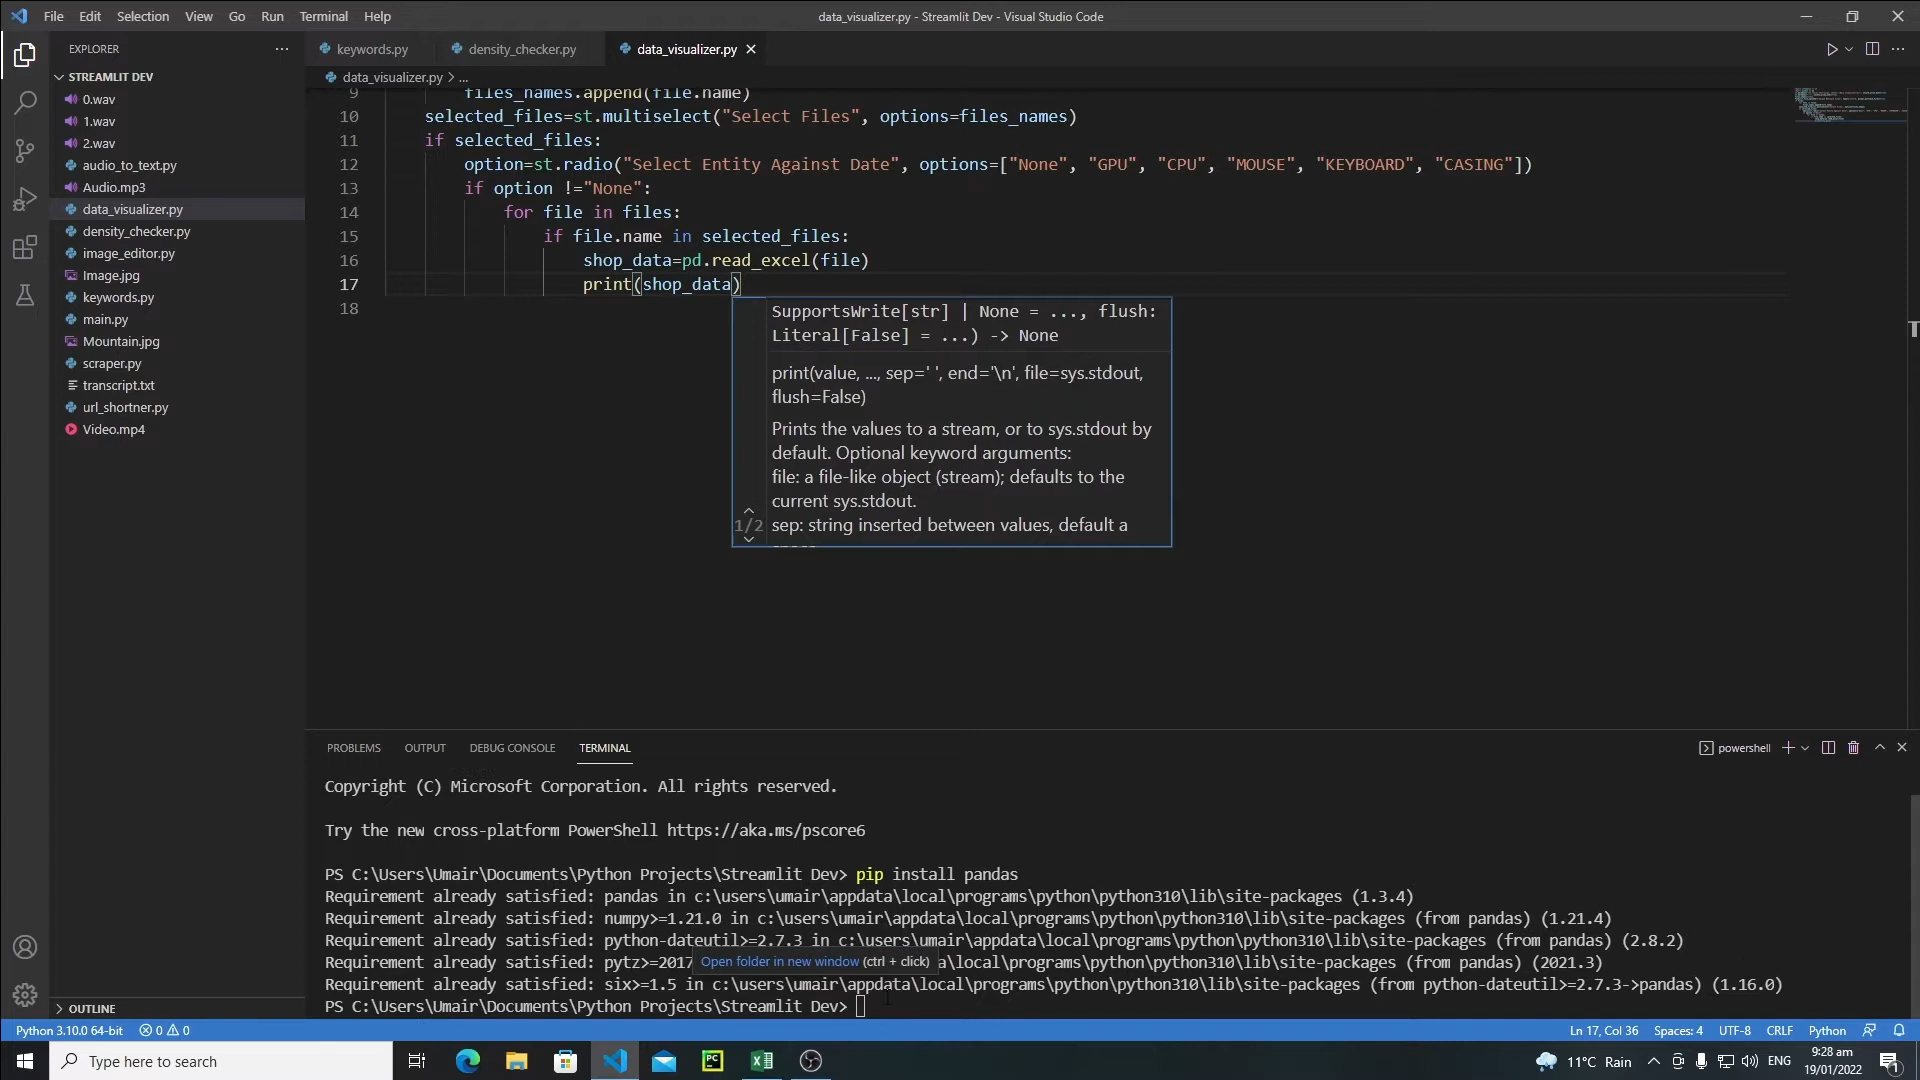 File Edit Selection View Go Run Terminal Help
data_visualizer.py - Streamlit Dev - Visual Studio Code
EXPLORER
STREAMLIT DEV
0.wav
1.wav
2.wav
audio_to_text.py
Audio.mp3
data_visualizer.py
density_checker.py
image_editor.py
Image.jpg
keywords.py
main.py
Mountain.jpg
scraper.py
transcript.txt
url_shortner.py
Video.mp4
OUTLINE
keywords.py density_checker.py data_visualizer.py
data_visualizer.py > ...
9 files_names.append(file.name)
10 selected_files=st.multiselect("Select Files", options=files_names)
11 if selected_files:
12 option=st.radio("Select Entity Against Date", options=["None", "GPU", "CPU", "MOUSE", "KEYBOARD", "CASING"])
13 if option !="None":
14 for file in files:
15 if file.name in selected_files:
16 shop_data=pd.read_excel(file)
17 print(shop_data)
18
SupportsWrite[str] | None = ..., flush:
Literal[False] = ...) -> None
print(value, ..., sep=' ', end='\n', file=sys.stdout,
flush=False)
Prints the values to a stream, or to sys.stdout by
default. Optional keyword arguments:
file: a file-like object (stream); defaults to the
current sys.stdout.
1/2 sep: string inserted between values, default a
PROBLEMS OUTPUT DEBUG CONSOLE TERMINAL
powershell
Copyright (C) Microsoft Corporation. All rights reserved.
Try the new cross-platform PowerShell https://aka.ms/pscore6
PS C:\Users\Umair\Documents\Python Projects\Streamlit Dev> pip install pandas
Requirement already satisfied: pandas in c:\users\umair\appdata\local\programs\python\python310\lib\site-packages (1.3.4)
Requirement already satisfied: numpy>=1.21.0 in c:\users\umair\appdata\local\programs\python\python310\lib\site-packages (from pandas) (1.21.4)
Requirement already satisfied: python-dateutil>=2.7.3 in c:\users\umair\appdata\local\programs\python\python310\lib\site-packages (from pandas) (2.8.2)
Requirement already satisfied: pytz>=2017 a\local\programs\python\python310\lib\site-packages (from pandas) (2021.3)
Open folder in new window (ctrl + click)
Requirement already satisfied: six>=1.5 in c:\users\umair\appdata\local\programs\python\python310\lib\site-packages (from python-dateutil>=2.7.3->pandas) (1.16.0)
PS C:\Users\Umair\Documents\Python Projects\Streamlit Dev>
Python 3.10.0 64-bit 0 0
Ln 17, Col 36 Spaces: 4 UTF-8 CRLF Python
Type here to search
PC
11°C Rain
ENG
9:28 am
19/01/2022
1